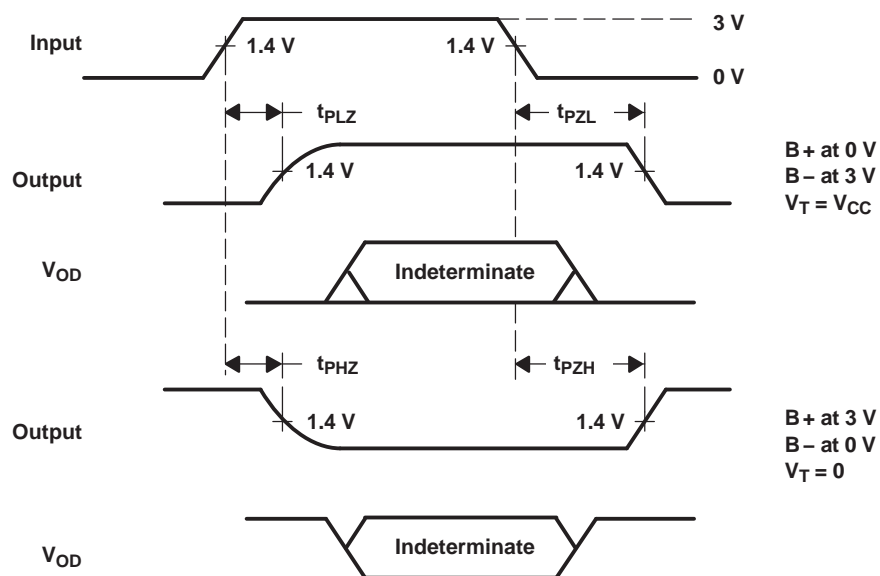 3 V
Input
1.4 V 1.4 V
0 V
tPLZ tPZL
B+ at 0 V
Output 1.4 V 1.4 V B– at 3 V
VT = VCC
VOD Indeterminate
tPHZ tPZH
Output 1.4 V 1.4 V B+ at 3 V
B– at 0 V
VT = 0
VOD Indeterminate